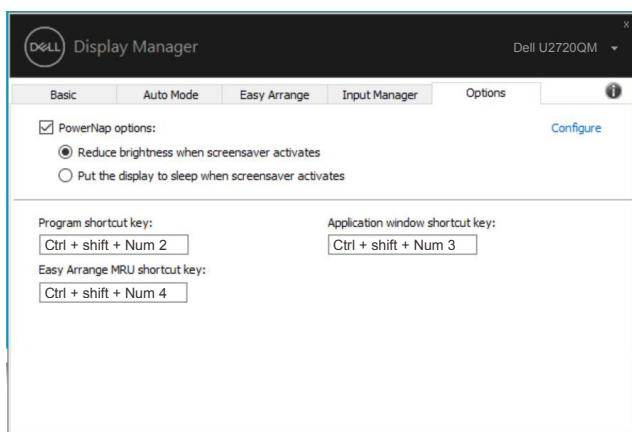 x
DELL Display Manager Dell U2720QM
Basic Auto Mode Easy Arrange Input Manager Options i
PowerNap options: Configure
Reduce brightness when screensaver activates
Put the display to sleep when screensaver activates
Program shortcut key: Application window shortcut key:
Ctrl + shift + Num 2 Ctrl + shift + Num 3
Easy Arrange MRU shortcut key:
Ctrl + shift + Num 4